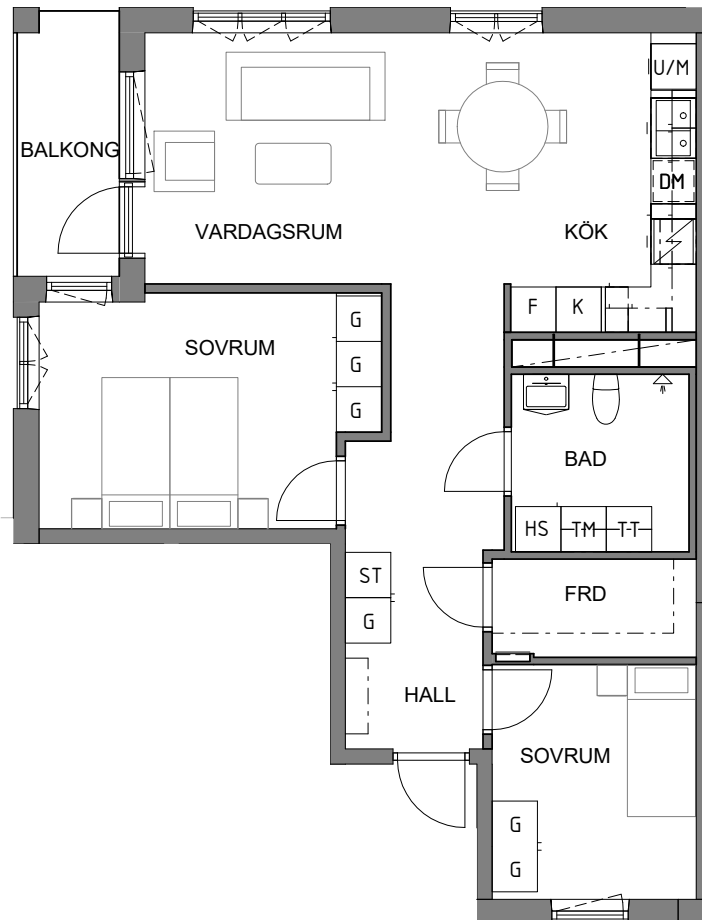 U/M
BALKONG
DM
VARDAGSRUM
KÖK
F
K
G
SOVRUM
G
G
BAD
HS
TM
TT
ST
FRD
G
HALL
SOVRUM
G
G